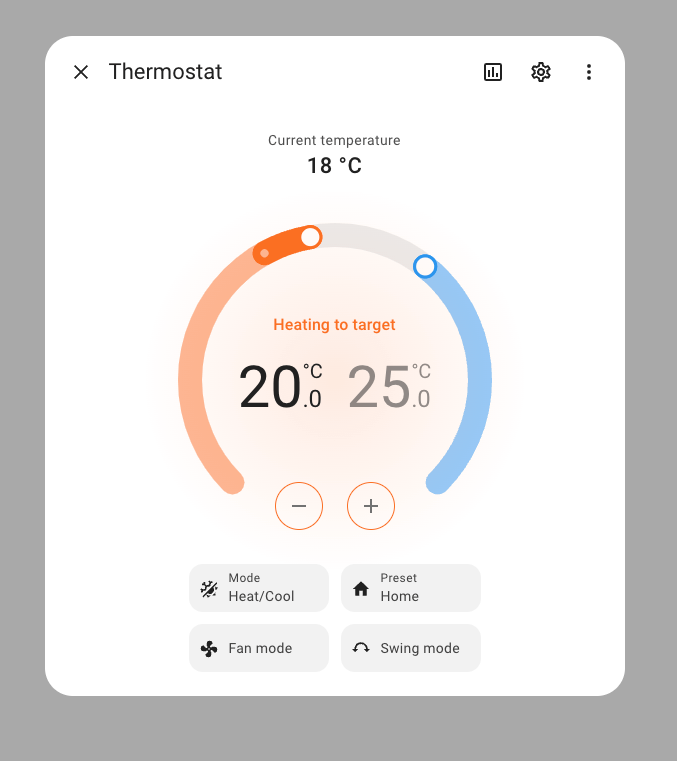 Thermostat
Current temperature
18 °C
Heating to target
20.0 °C 25.0 °C
Mode
Heat/Cool
Preset
Home
Fan mode
Swing mode